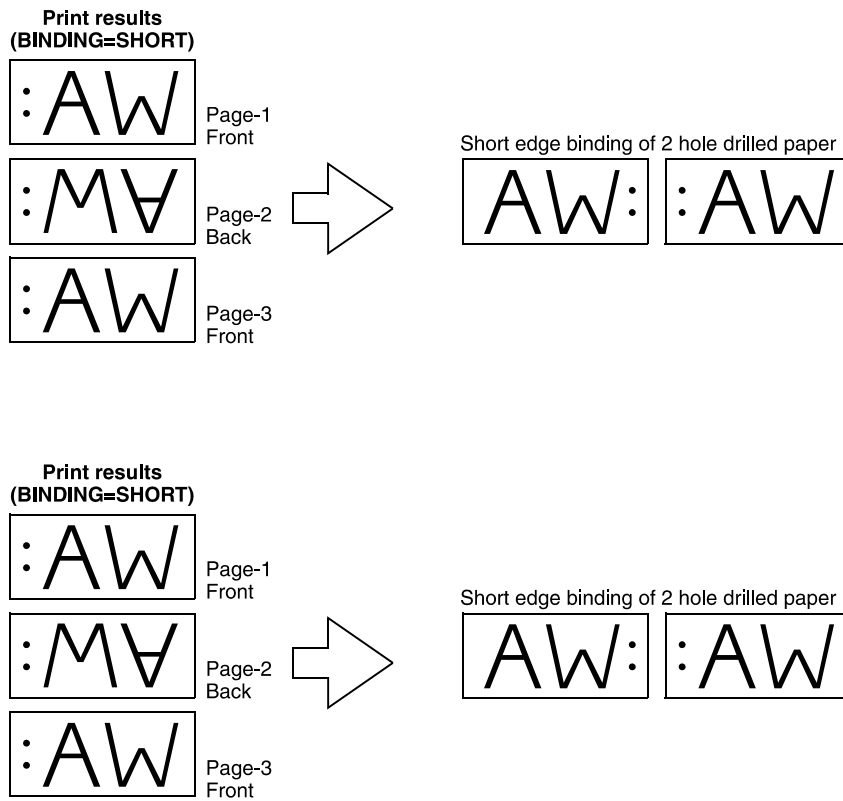 Print results
(BINDING=SHORT)
AW
Page-1
Front
AW
Page-2
Back
AW
Page-3
Front
Short edge binding of 2 hole drilled paper
AW AW
Print results
(BINDING=SHORT)
AW
Page-1
Front
AW
Page-2
Back
AW
Page-3
Front
Short edge binding of 2 hole drilled paper
AW AW